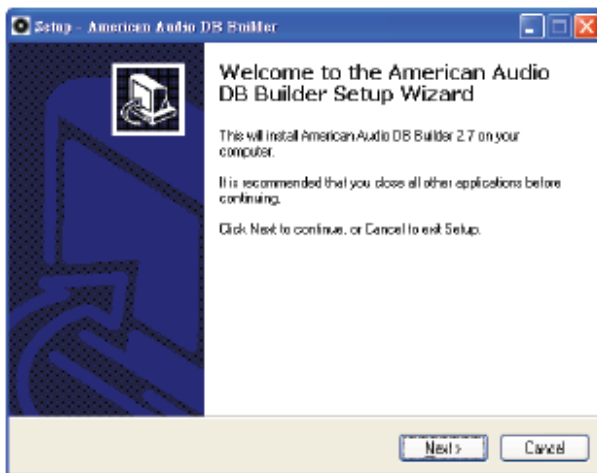 Setup - American Audio DB Builder
Welcome to the American Audio
DB Builder Setup Wizard
This will install American Audio DB Builder 2.7 on your
computer.
It is recommended that you close all other applications before
continuing.
Click Next to continue, or Cancel to exit Setup.
Next >
Cancel